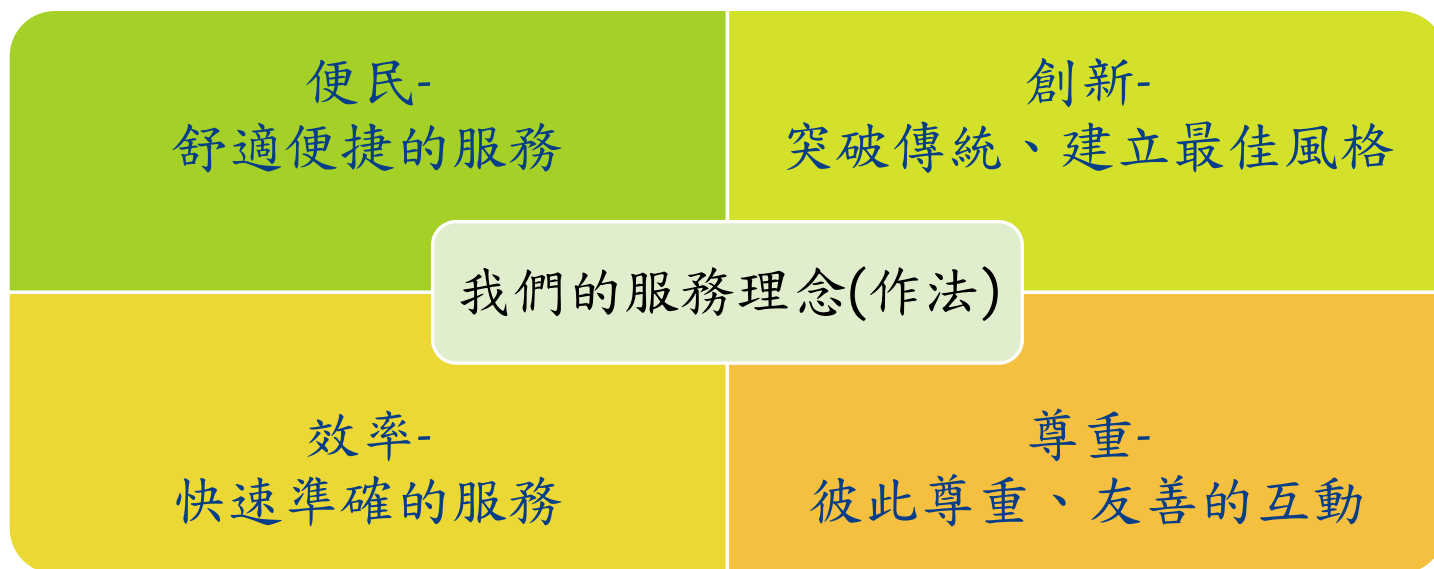 便民-
舒適便捷的服務
創新-
突破傳統、建立最佳風格
我們的服務理念(作法)
效率-
快速準確的服務
尊重-
彼此尊重、友善的互動